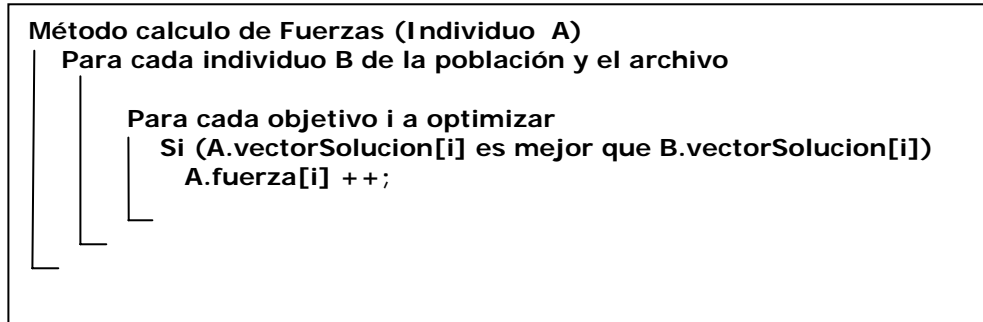 Método calculo de Fuerzas (Individuo A)
Para cada individuo B de la población y el archivo
Para cada objetivo i a optimizar
Si (A.vectorSolucion[i] es mejor que B.vectorSolucion[i])
A.fuerza[i] ++;